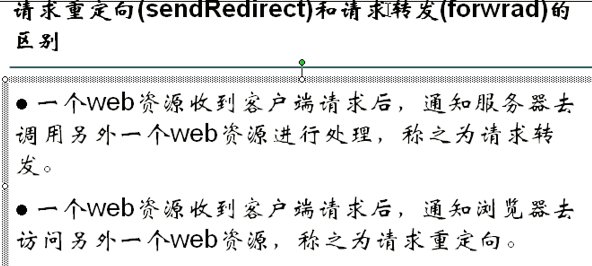 请求重定向(sendRedirect)和请求转发(forwrad)的
区别
● 一个web资源收到客户端请求后，通知服务器去
调用另外一个web资源进行处理，称之为请求转
发。
● 一个web资源收到客户端请求后，通知浏览器去
访问另外一个web资源，称之为请求重定向。